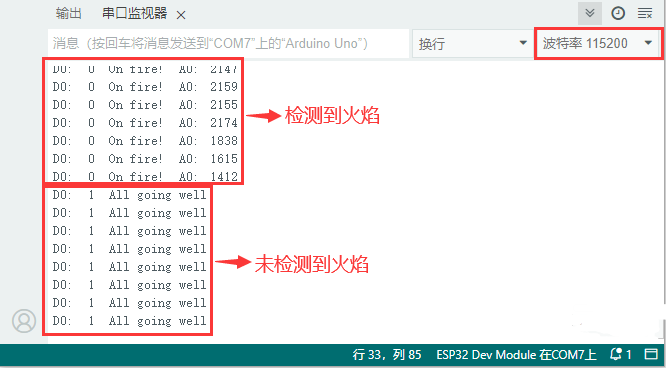 输出 串口监视器 ×
消息（按回车将消息发送到“COM7”上的“Arduino Uno”） 换行 波特率 115200
D0: 0 On fire! A0: 2147
D0: 0 On fire! A0: 2159
D0: 0 On fire! A0: 2155
D0: 0 On fire! A0: 2174
D0: 0 On fire! A0: 1838
D0: 0 On fire! A0: 1615
D0: 0 On fire! A0: 1412
检测到火焰
D0: 1 All going well
D0: 1 All going well
D0: 1 All going well
D0: 1 All going well
D0: 1 All going well
D0: 1 All going well
D0: 1 All going well
D0: 1 All going well
未检测到火焰
行 33，列 85 ESP32 Dev Module 在COM7上 1